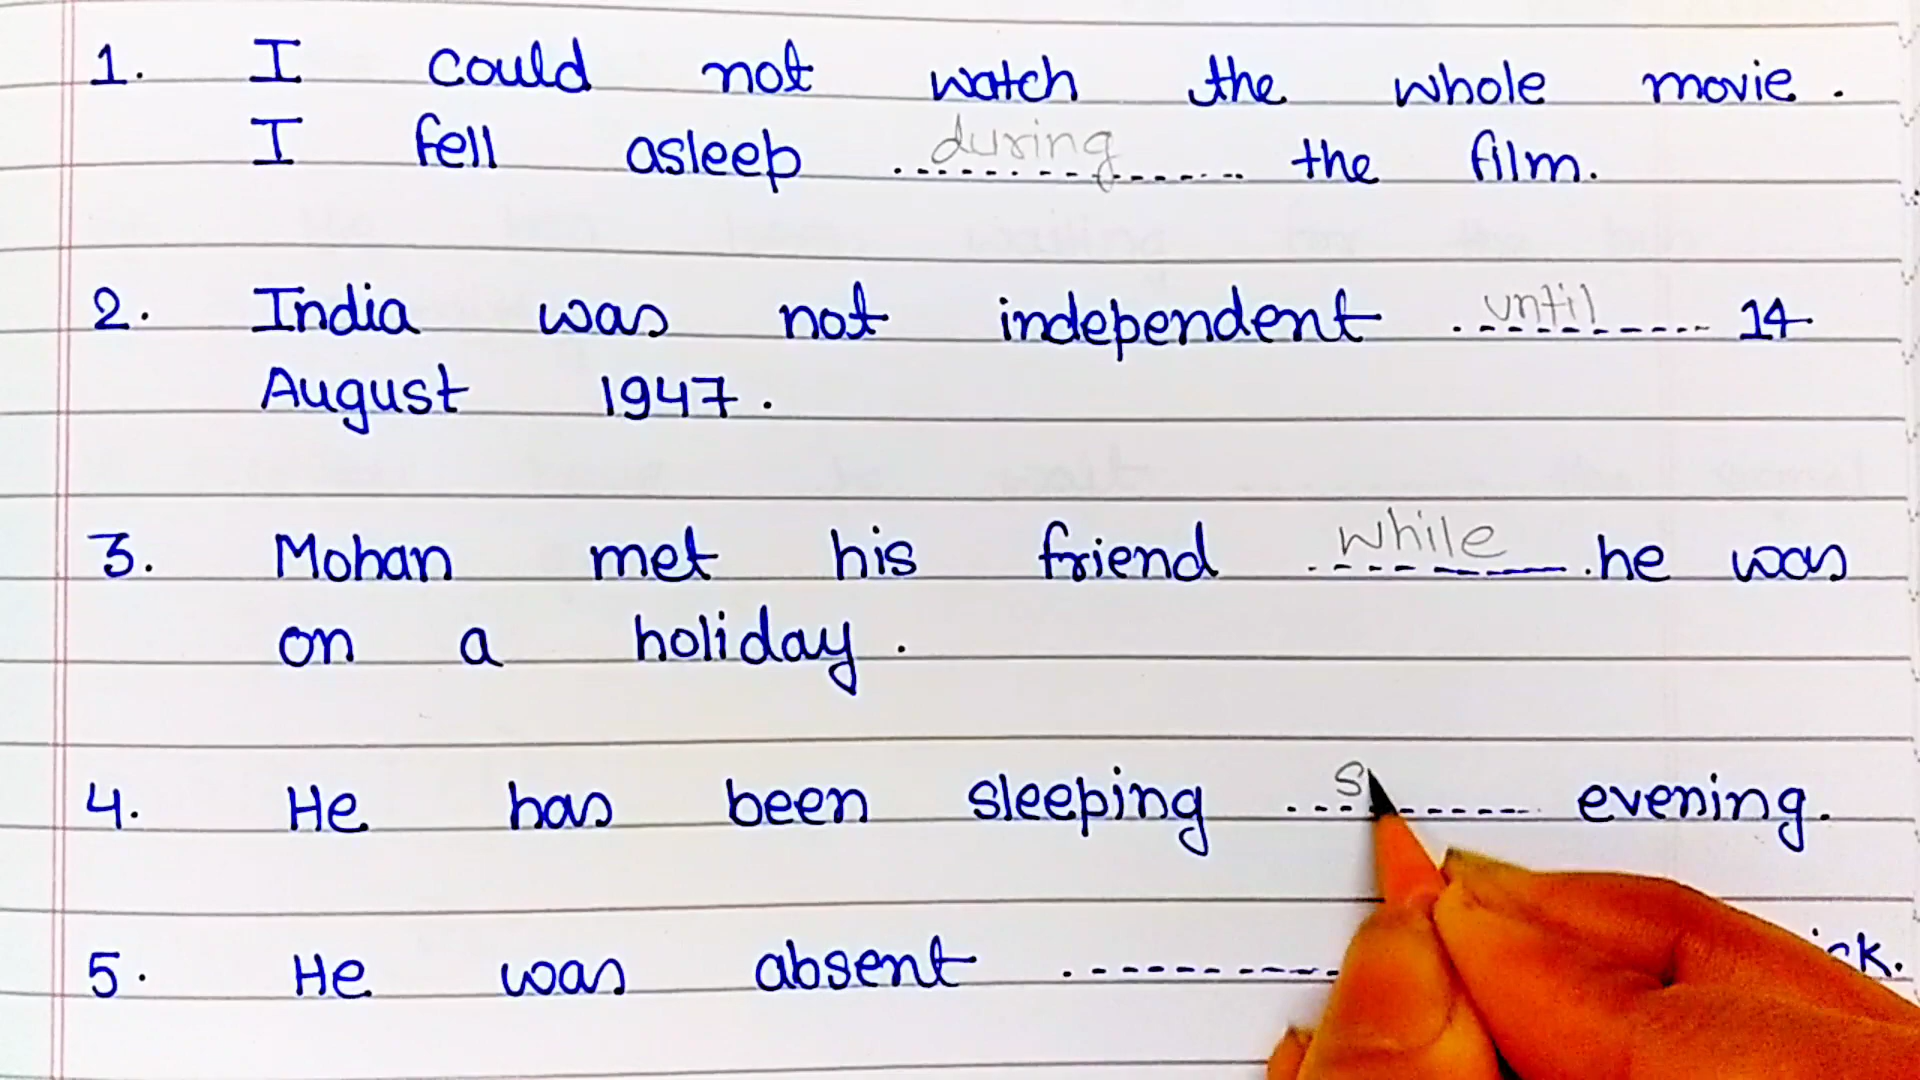 1. I could not watch the whole movie.
I fell asleep during the film.
2. India was not independent until 14
August 1947.
3. Mohan met his friend while he was
on a holiday.
4. He has been sleeping s evening.
5. He was absent